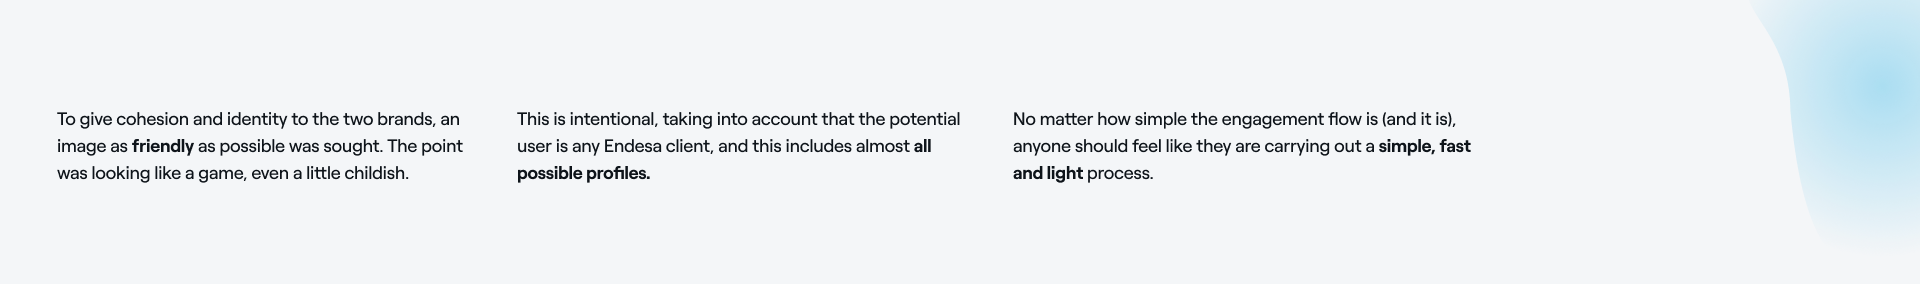 To give cohesion and identity to the two brands, an
image as friendly as possible was sought. The point
was looking like a game, even a little childish.
This is intentional, taking into account that the potential
user is any Endesa client, and this includes almost all
possible profiles.
No matter how simple the engagement flow is (and it is),
anyone should feel like they are carrying out a simple, fast
and light process.